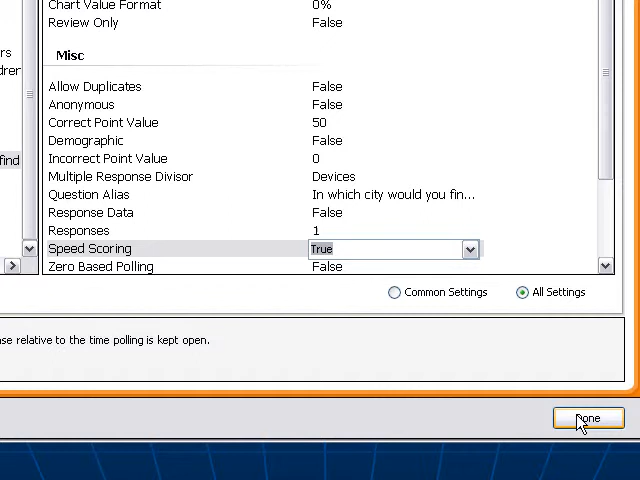 Chart Value Format 0%
Review Only False
rs
Misc
dren
Allow Duplicates False
Anonymous False
Correct Point Value 50
Demographic False
find Incorrect Point Value 0
Multiple Response Divisor Devices
Question Alias In which city would you fin...
Response Data False
Responses 1
Speed Scoring True
Zero Based Polling False
Common Settings All Settings
se relative to the time polling is kept open.
Done